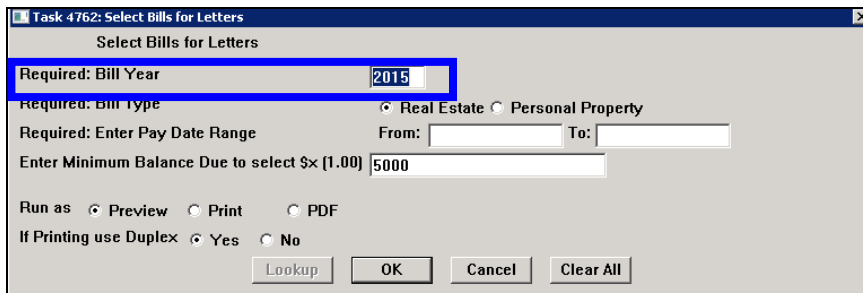 Task 4762: Select Bills for Letters
Select Bills for Letters
Required: Bill Year 2015
Required: Bill Type Real Estate Personal Property
Required: Enter Pay Date Range From: To:
Enter Minimum Balance Due to select $x (1.00) 5000
Run as Preview Print PDF
If Printing use Duplex Yes No
Lookup OK Cancel Clear All